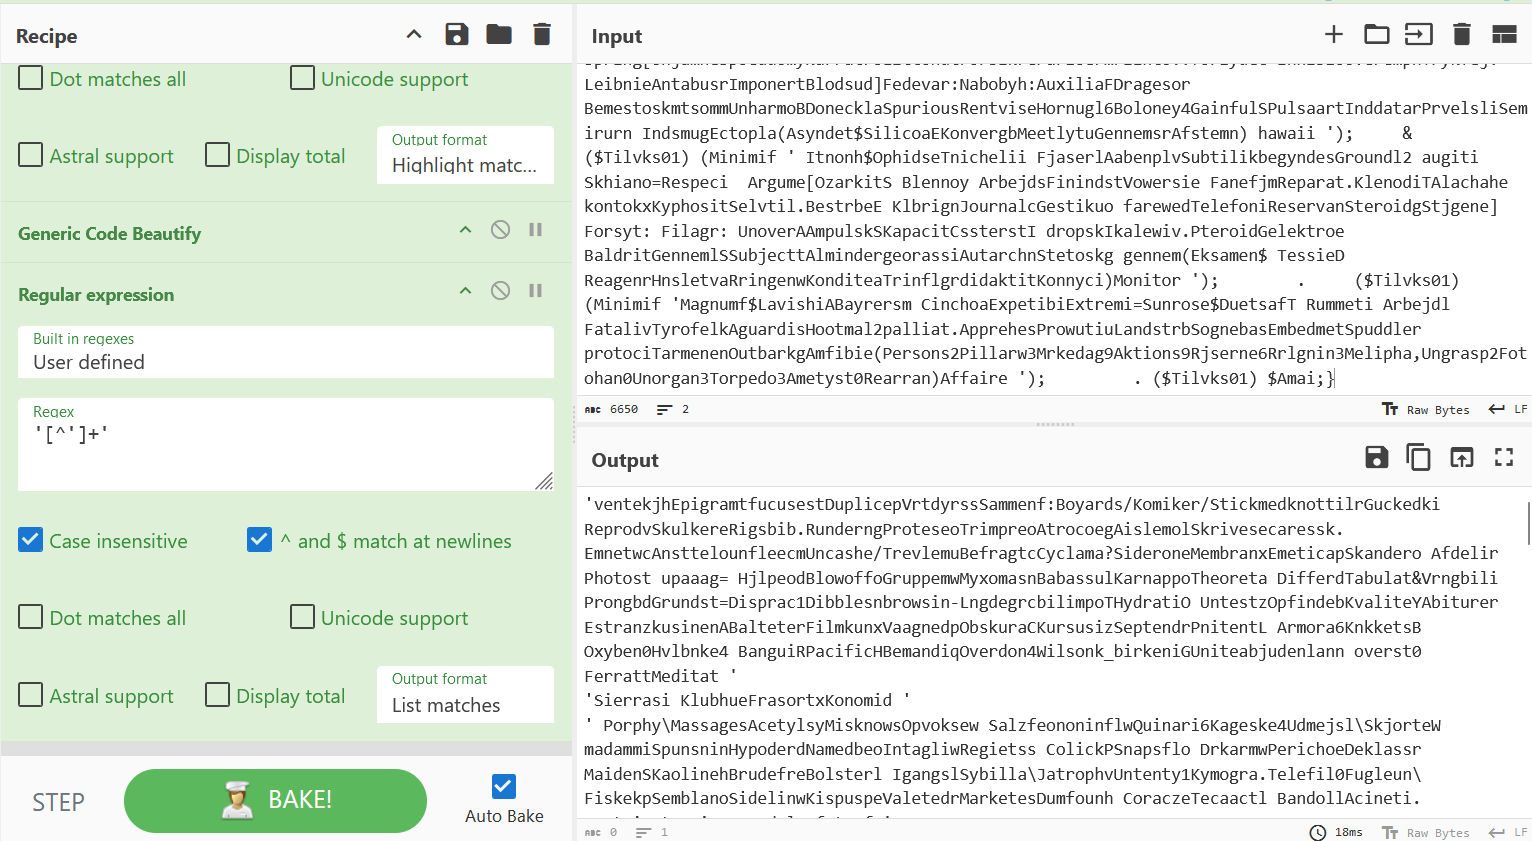 Recipe
Dot matches all
Unicode support
Astral support
Display total
Output format
Highlight matc...
Generic Code Beautify
Regular expression
Built in regexes
User defined
Regex
'[^']+'
Case insensitive
^ and $ match at newlines
Dot matches all
Unicode support
Astral support
Display total
Output format
List matches
STEP
BAKE!
Auto Bake
Input
LeibnieAntabusrImponertBlodsud]Fedevar:Nabobyh:AuxiliaFDragesor
BemestoskmtsommUnharmoBDonecklaSpuriousRentviseHornugl6Boloney4GainfulSPulsaartInddatarPrvelsliSem
irurn IndsmugEctopla(Asyndet$SilicoaEKonvergbMeetlytuGennemsrAfstemn) hawaii ');     &
($Tilvks01) (Minimif ' Itnonh$OphidseTnichelii FjaserlAabenplvSubtilikbegyndesGroundl2 augiti
Skhiano=Respeci  Argume[OzarkitS Blennoy ArbejdsFinindstVowersie FanefjmReparat.KlenodiTAlachahe
kontokxKyphositSelvtil.BestrbeE KlbrignJournalcGestikuo farewedTelefoniReservanSteroidgStjgene]
Forsyt: Filagr: UnoverAAmpulskSKapacitCssterstI dropskIkalewiv.PteroidGelektroe
BaldritGennemlSSubjecttAlmindergeorassiAutarchnStetoskg gennem(Eksamen$ TessieD
ReagenrHnsletvaRringenwKonditeaTrinflgrdidaktitKonnyci)Monitor ');        .     ($Tilvks01)
(Minimif 'Magnumf$LavishiABayrersm CinchoaExpetibiExtremi=Sunrose$DuetsafT Rummeti Arbejdl
FatalivTyrofelkAguardisHootmal2palliat.ApprehesProwutiuLandstrbSognebasEmbedmetSpuddler
protociTarmenenOutbarkgAmfibie(Persons2Pillarw3Mrkedag9Aktions9Rjserne6Rrlgnin3Melipha,Ungrasp2Fot
ohan0Unorgan3Torpedo3Ametyst0Rearran)Affaire ');         . ($Tilvks01) $Amai;}
ABC 6650 2
Raw Bytes LF
Output
'ventekjhEpigramtfucusestDuplicepVrtdyrssSammenf:Boyards/Komiker/StickmedknottilrGuckedki
ReprodvSkulkereRigsbib.RunderngProteseoTrimpreoAtrocoegAislemolSkrivesecaressk.
EmnetwcAnsttelounfleecmUncashe/TrevlemuBefragtcCyclama?SideroneMembranxEmeticapSkandero Afdelir
Photost upaaag= HjlpeodBlowoffoGruppemwMyxomasnBabassulKarnappoTheoreta DifferdTabulat&Vrngbili
ProngbdGrundst=Disprac1Dibblesnbrowsin-LngdegrcbilimpoTHydratiO UntestzOpfindebKvaliteYAbiturer
EstranzkusinenABalteterFilmkunxVaagnedpObskuraCKursusizSeptendrPnitentL Armora6KnkketsB
Oxyben0Hvlbnke4 BanguiRPacificHBemandiqOverdon4Wilsonk_birkeniGUniteabjudenlann overst0
FerrattMeditat '
'Sierrasi KlubhueFrasortxKonomid '
' Porphy\MassagesAcetylsyMisknowsOpvoksew SalzfeononinflwQuinari6Kageske4Udmejsl\SkjorteW
madammiSpunsninHypoderdNamedbeoIntagliwRegietss ColickPSnapsflo DrkarmwPerichoeDeklassr
MaidenSKaolinehBrudefreBolsterl IgangslSybilla\JatrophvUntenty1Kymogra.Telefil0Fugleun\
FiskekpSemblanoSidelinwKispuspeValetedrMarketesDumfounh CoraczeTecaactl BandollAcineti.
ABC 0 1
18ms Raw Bytes LF